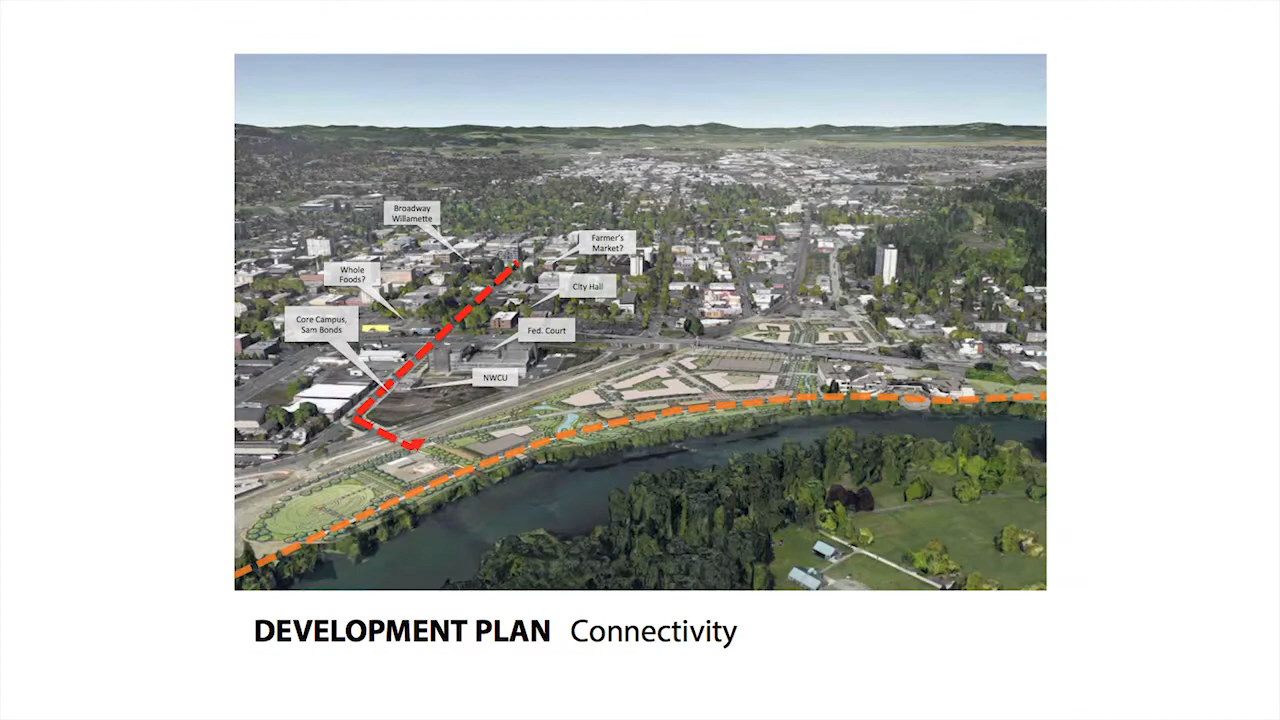 Broadway
Willamette
Farmer's
Market?
Whole
Foods?
City Hall
Core Campus,
Sam Bonds
Fed. Court
NWCU
DEVELOPMENT PLAN Connectivity